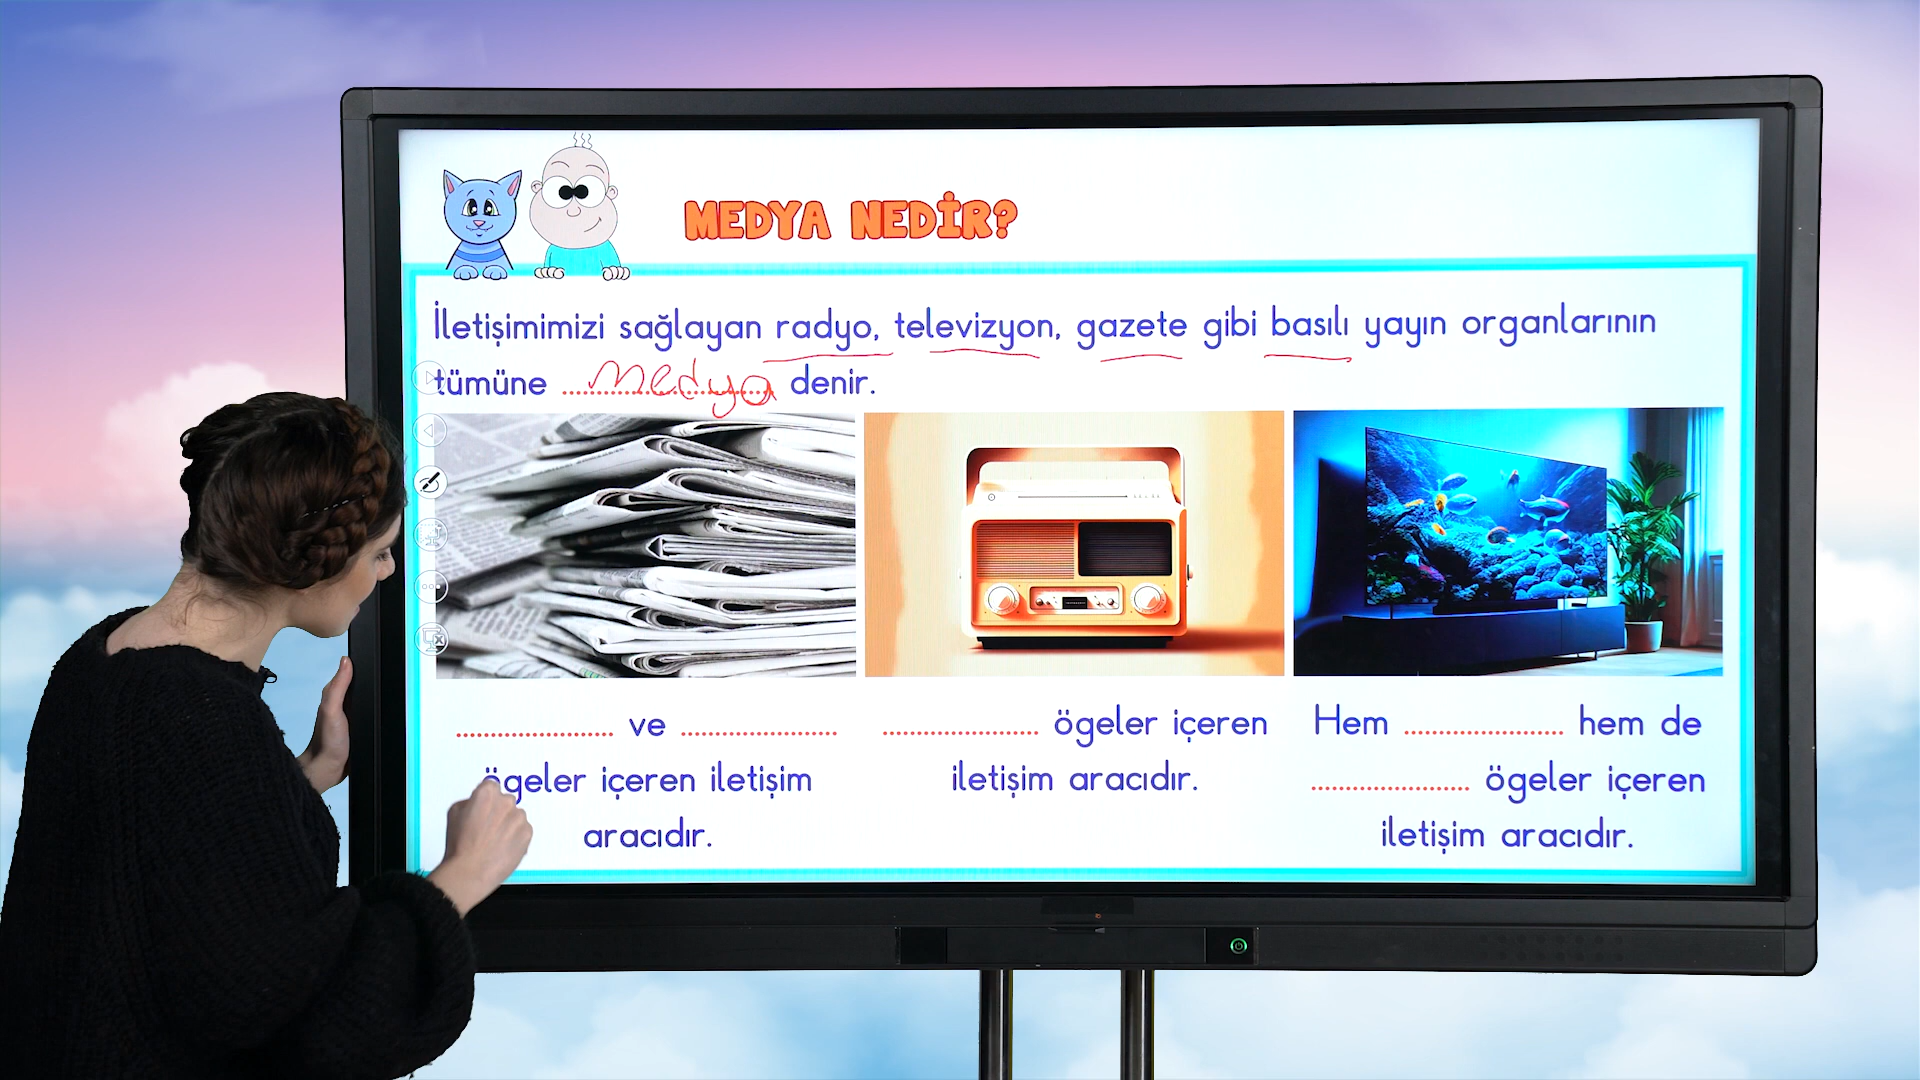 MEDYA NEDİR?
İletişimimizi sağlayan radyo, televizyon, gazete gibi basılı yayın organlarının
tümüne medya denir.
.......................... ve ..........................
ögeler içeren iletişim
aracıdır.
.......................... ögeler içeren
iletişim aracıdır.
Hem .......................... hem de
.......................... ögeler içeren
iletişim aracıdır.